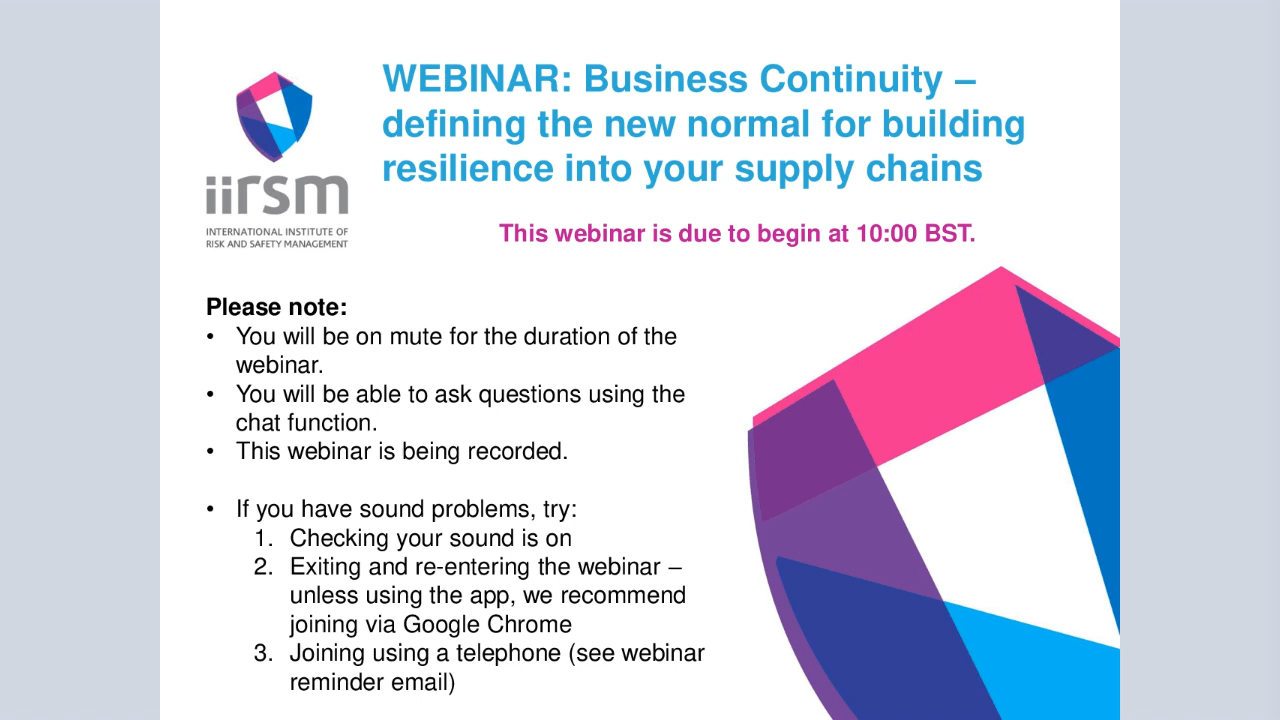 WEBINAR: Business Continuity –
defining the new normal for building
resilience into your supply chains
iirsm
INTERNATIONAL INSTITUTE OF
RISK AND SAFETY MANAGEMENT
This webinar is due to begin at 10:00 BST.
Please note:
• You will be on mute for the duration of the
webinar.
• You will be able to ask questions using the
chat function.
• This webinar is being recorded.
• If you have sound problems, try:
1. Checking your sound is on
2. Exiting and re-entering the webinar –
unless using the app, we recommend
joining via Google Chrome
3. Joining using a telephone (see webinar
reminder email)